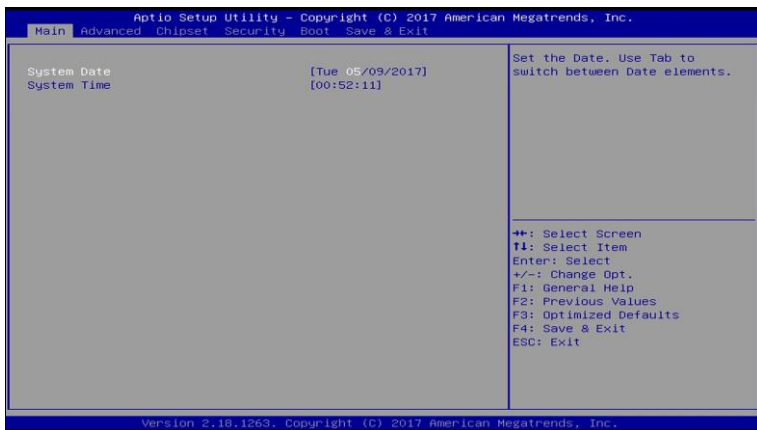 Aptio Setup Utility – Copyright (C) 2017 American Megatrends, Inc.
Main Advanced Chipset Security Boot Save & Exit
System Date [Tue 05/09/2017]
System Time [00:52:11]
Set the Date. Use Tab to
switch between Date elements.
→←: Select Screen
↑↓: Select Item
Enter: Select
+/-: Change Opt.
F1: General Help
F2: Previous Values
F3: Optimized Defaults
F4: Save & Exit
ESC: Exit
Version 2.18.1263. Copyright (C) 2017 American Megatrends, Inc.